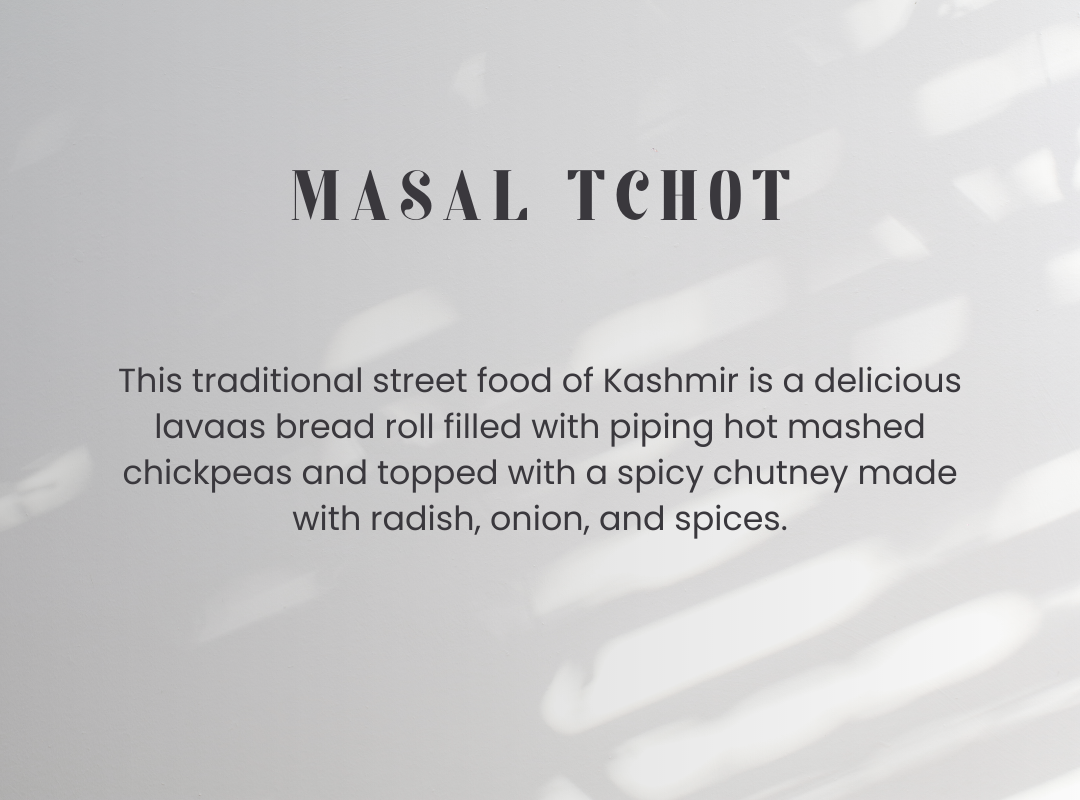 MASAL TCHOT
This traditional street food of Kashmir is a delicious
lavaas bread roll filled with piping hot mashed
chickpeas and topped with a spicy chutney made
with radish, onion, and spices.